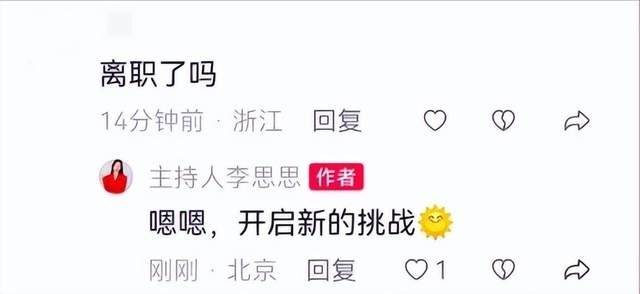 离职了吗
14分钟前 · 浙江 回复
主持人李思思 作者
嗯嗯，开启新的挑战
刚刚 · 北京 回复 1